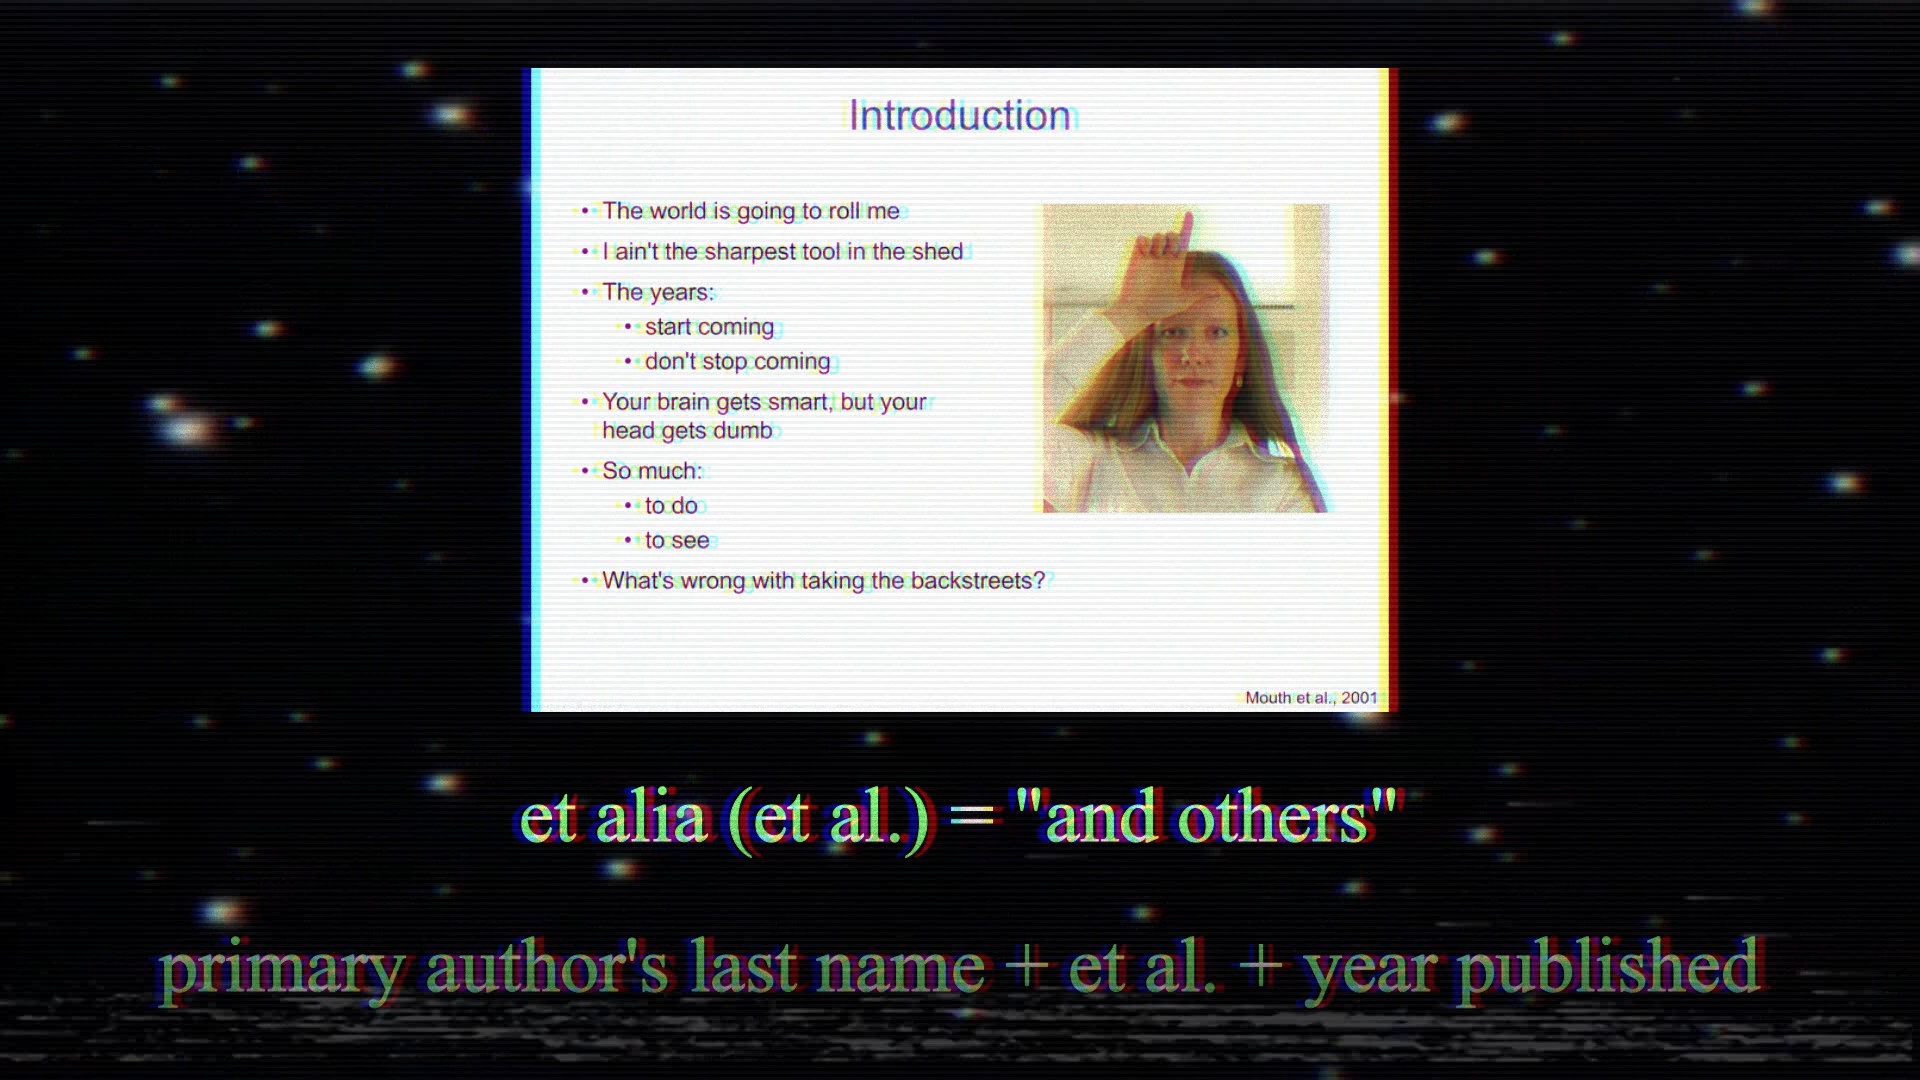 Introduction
• The world is going to roll me
• I ain't the sharpest tool in the shed
• The years:
• start coming
• don't stop coming
• Your brain gets smart, but your
head gets dumb
• So much:
• to do
• to see
• What's wrong with taking the backstreets?
Mouth et al., 2001
et alia (et al.) = "and others"
primary author's last name + et al. + year published